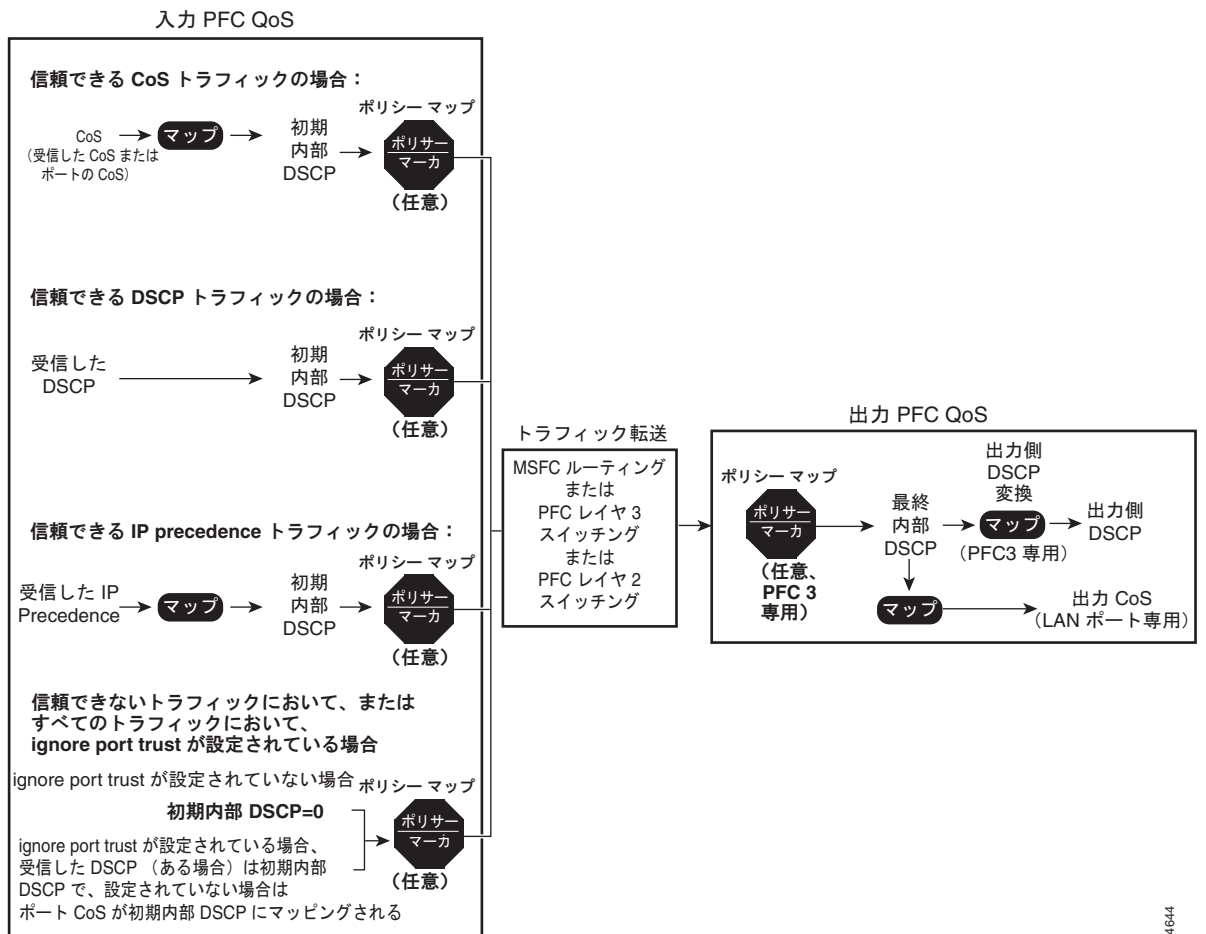 入力 PFC QoS
信頼できる CoS トラフィックの場合：
ポリシー マップ
CoS
（受信した CoS または
ポートの CoS）
マップ
初期
内部
DSCP
ポリサー
マーカ
（任意）
信頼できる DSCP トラフィックの場合：
ポリシー マップ
受信した
DSCP
初期
内部
DSCP
ポリサー
マーカ
（任意）
信頼できる IP precedence トラフィックの場合：
ポリシー マップ
受信した IP
Precedence
マップ
初期
内部
DSCP
ポリサー
マーカ
（任意）
信頼できないトラフィックにおいて、または
すべてのトラフィックにおいて、
ignore port trust が設定されている場合
ignore port trust が設定されていない場合
ポリシー マップ
初期内部 DSCP=0
ignore port trust が設定されている場合、
受信した DSCP （ある場合）は初期内部
DSCP で、設定されていない場合は
ポート CoS が初期内部 DSCP にマッピングされる
ポリサー
マーカ
（任意）
トラフィック転送
MSFC ルーティング
または
PFC レイヤ 3
スイッチング
または
PFC レイヤ 2
スイッチング
出力 PFC QoS
ポリシー マップ
ポリサー
マーカ
（任意、
PFC 3
専用）
最終
内部
DSCP
出力側
DSCP
変換
マップ
（PFC3 専用）
出力側
DSCP
マップ
出力 CoS
（LAN ポート専用）
4644